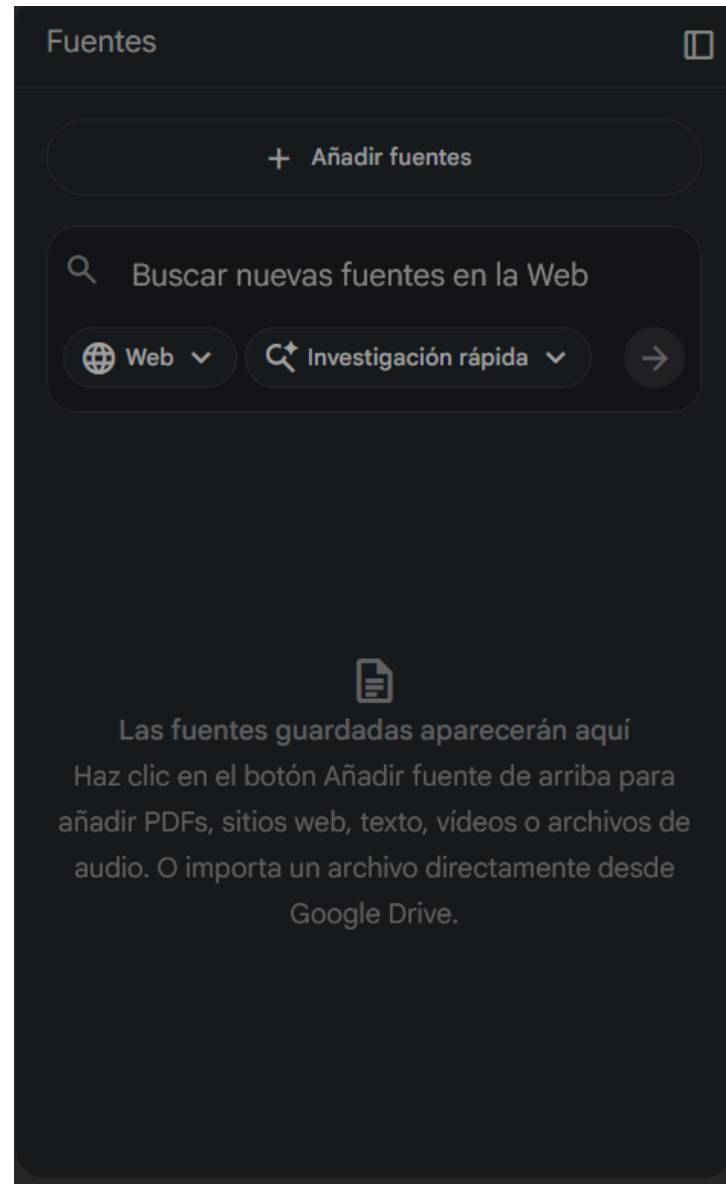 Fuentes
+ Añadir fuentes
Buscar nuevas fuentes en la Web
Web
Investigación rápida
Las fuentes guardadas aparecerán aquí
Haz clic en el botón Añadir fuente de arriba para
añadir PDFs, sitios web, texto, vídeos o archivos de
audio. O importa un archivo directamente desde
Google Drive.